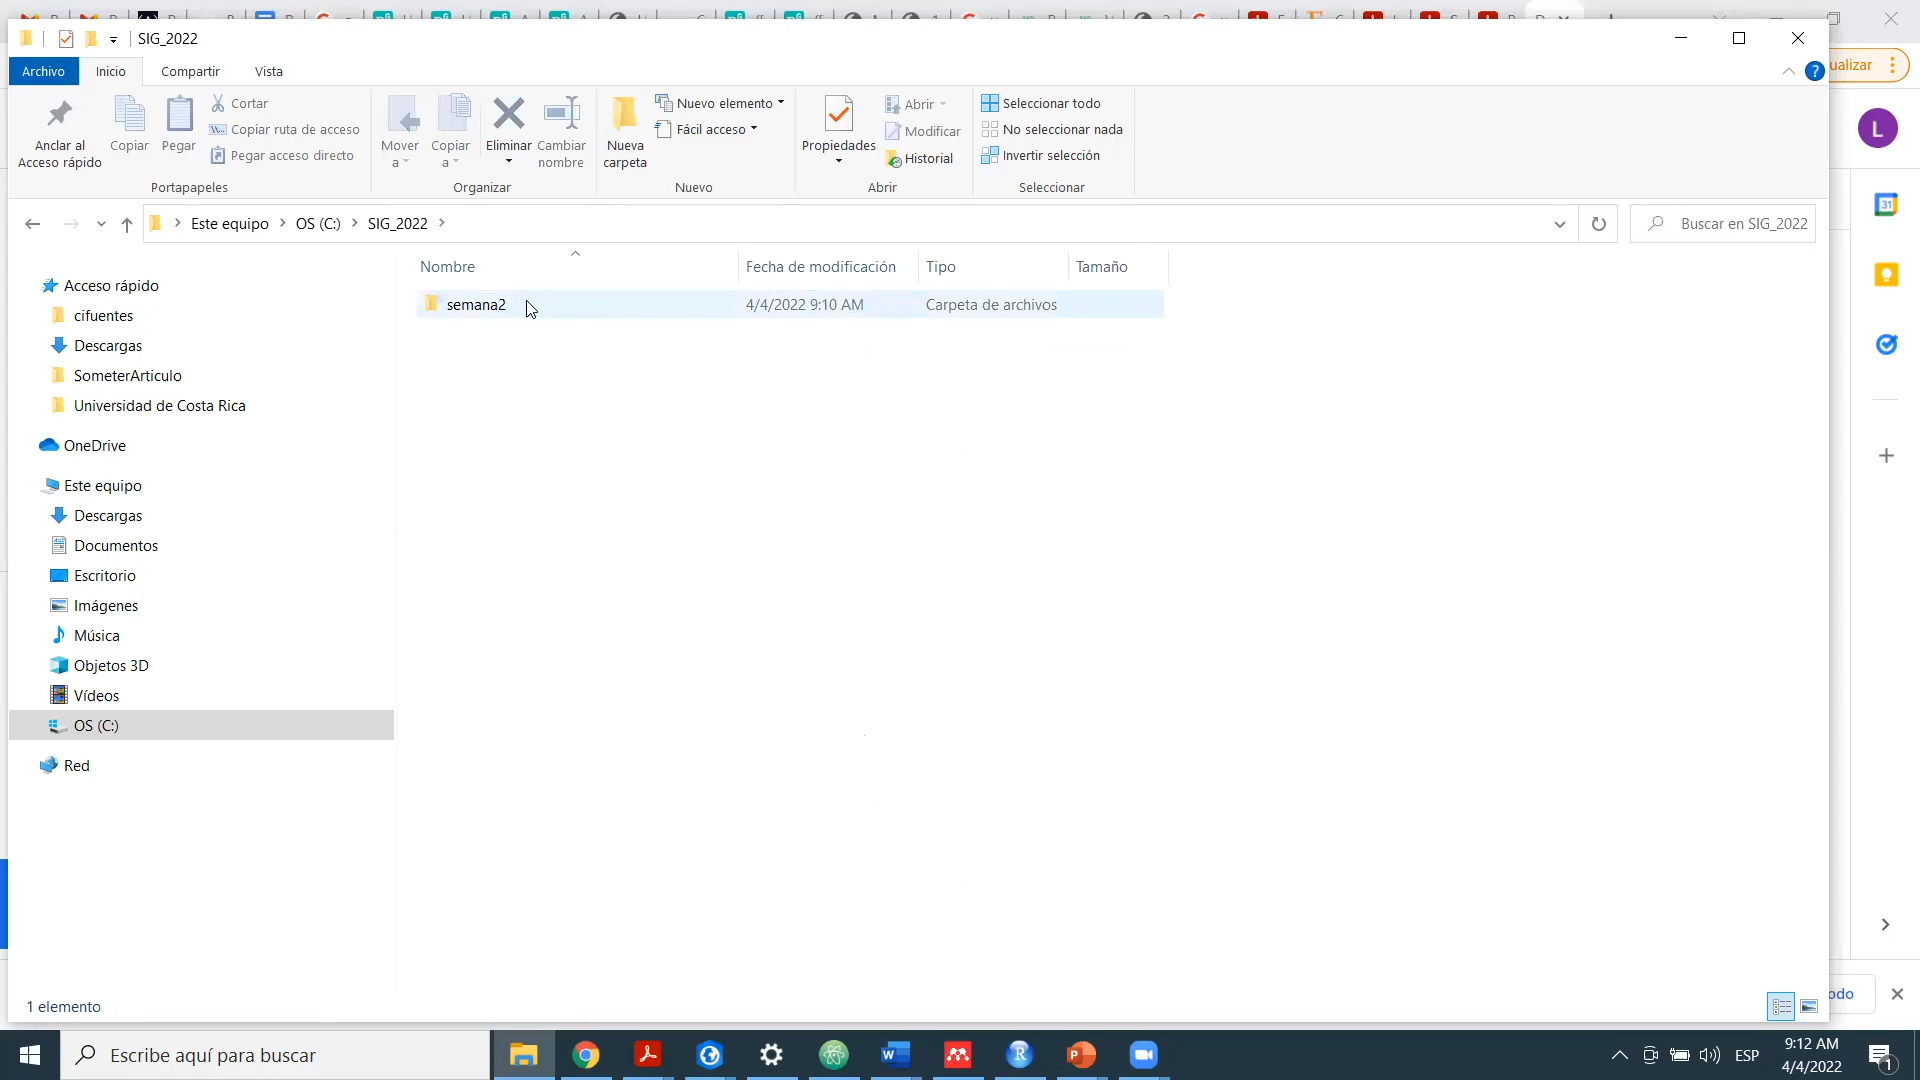 SIG_2022
Archivo Inicio Compartir Vista
ualizar
Anclar al
Acceso rápido
Copiar
Pegar
Cortar
Copiar ruta de acceso
Pegar acceso directo
Portapapeles
Mover
a
Copiar
a
Eliminar
Cambiar
nombre
Organizar
Nueva
carpeta
Nuevo elemento
Fácil acceso
Nuevo
Propiedades
Abrir
Modificar
Historial
Abrir
Seleccionar todo
No seleccionar nada
Invertir selección
Seleccionar
L
Este equipo OS (C:) SIG_2022
Buscar en SIG_2022
31
Nombre Fecha de modificación Tipo Tamaño
semana2 4/4/2022 9:10 AM Carpeta de archivos
Acceso rápido
cifuentes
Descargas
SometerArticulo
Universidad de Costa Rica
OneDrive
Este equipo
Descargas
Documentos
Escritorio
Imágenes
Música
Objetos 3D
Vídeos
OS (C:)
Red
1 elemento
odo
Escribe aquí para buscar
ESP
9:12 AM
4/4/2022
1